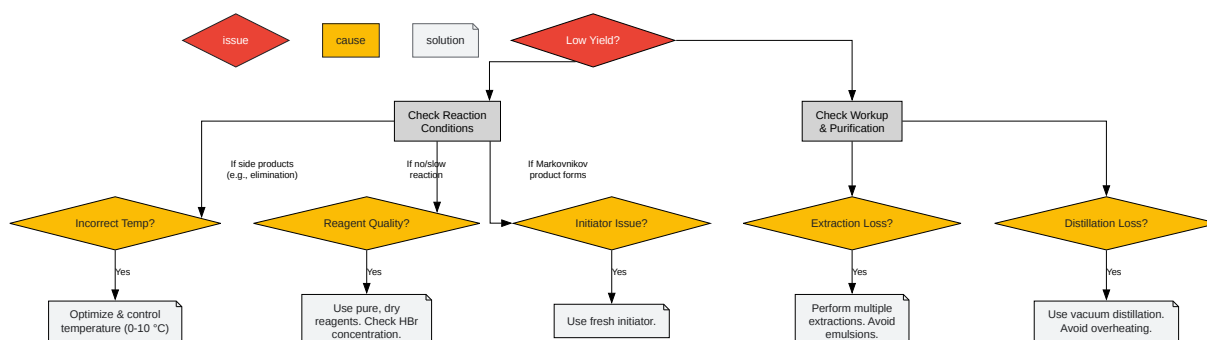 issue
cause
solution
Low Yield?
Check Reaction
Conditions
Check Workup
& Purification
If side products
(e.g., elimination)
If no/slow
reaction
If Markovnikov
product forms
Incorrect Temp?
Reagent Quality?
Initiator Issue?
Extraction Loss?
Distillation Loss?
Yes
Yes
Yes
Yes
Yes
Optimize & control
temperature (0-10 °C)
Use pure, dry
reagents. Check HBr
concentration.
Use fresh initiator.
Perform multiple
extractions. Avoid
emulsions.
Use vacuum distillation.
Avoid overheating.